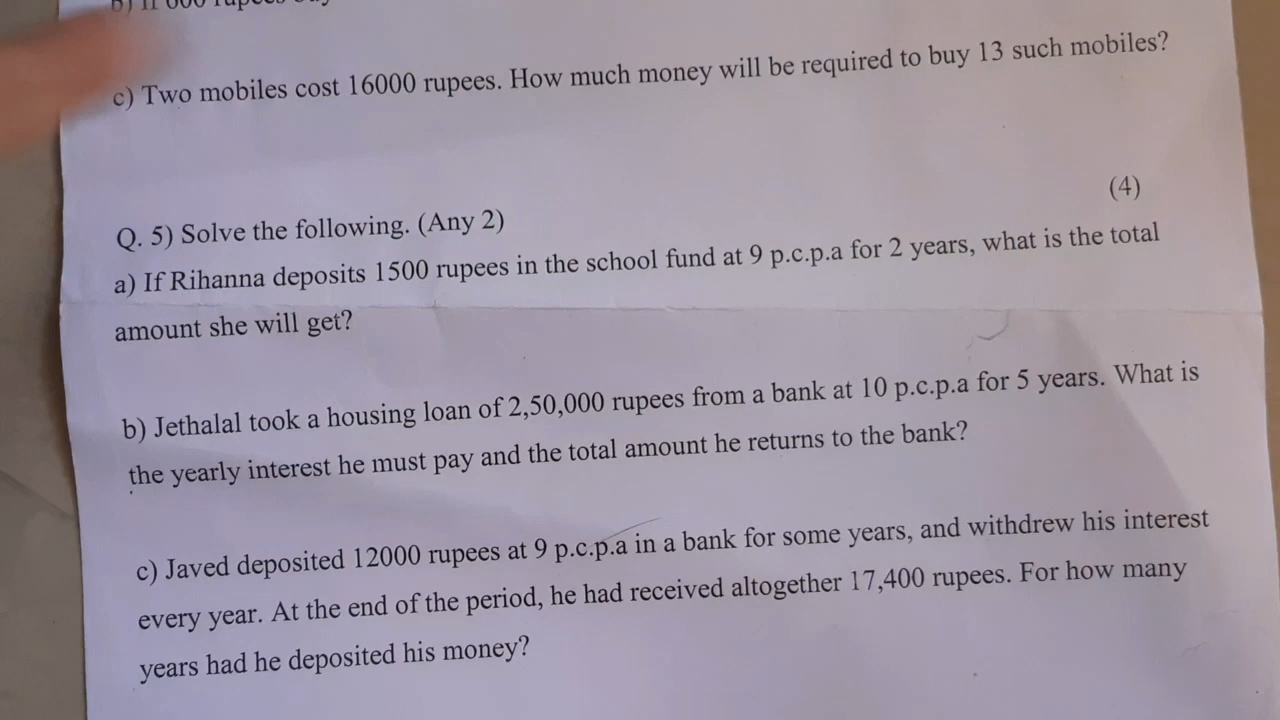 b) If 600 rupees buy
c) Two mobiles cost 16000 rupees. How much money will be required to buy 13 such mobiles?
(4)
Q. 5) Solve the following. (Any 2)
a) If Rihanna deposits 1500 rupees in the school fund at 9 p.c.p.a for 2 years, what is the total
amount she will get?
b) Jethalal took a housing loan of 2,50,000 rupees from a bank at 10 p.c.p.a for 5 years. What is
the yearly interest he must pay and the total amount he returns to the bank?
c) Javed deposited 12000 rupees at 9 p.c.p.a in a bank for some years, and withdrew his interest
every year. At the end of the period, he had received altogether 17,400 rupees. For how many
years had he deposited his money?